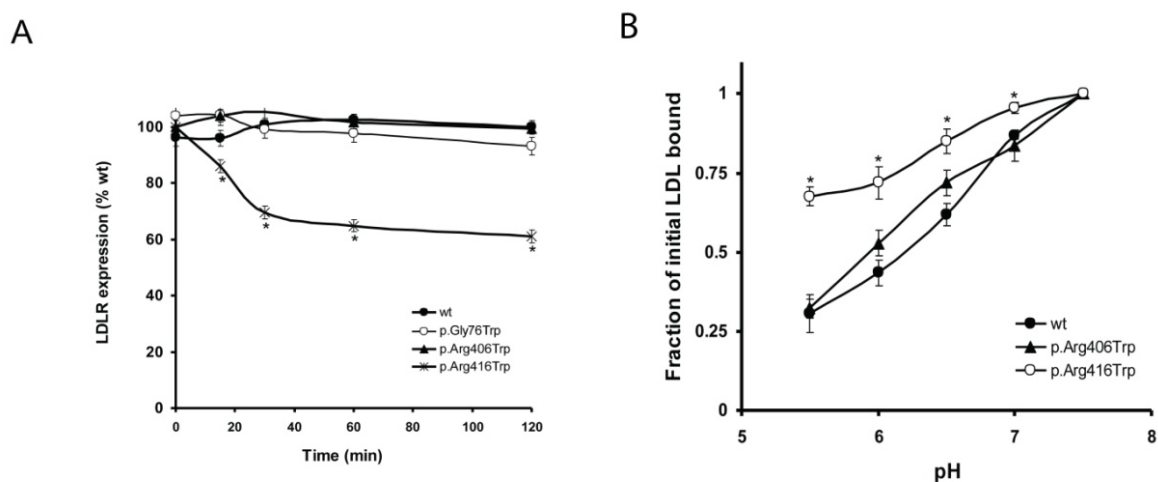 A
LDLR expression (% wt)
100
80
60
40
20
0
0 20 40 60 80 100 120
Time (min)
wt
p.Gly76Trp
p.Arg406Trp
p.Arg416Trp
* * * *
B
Fraction of initial LDL bound
1
0.75
0.5
0.25
0
5 6 7 8
pH
wt
p.Arg406Trp
p.Arg416Trp
* * * *